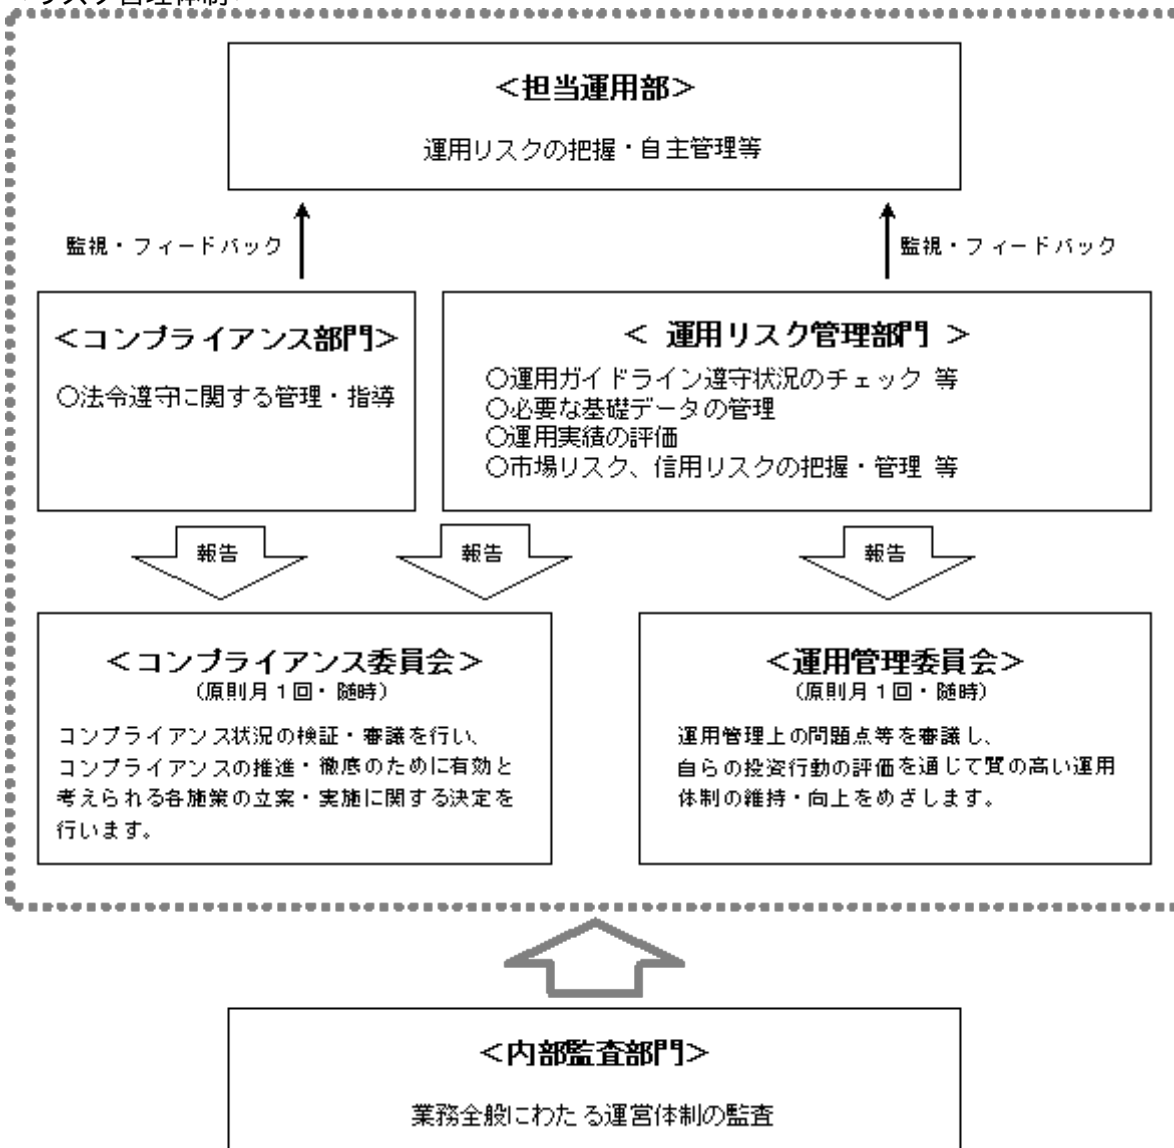 リスク管理体制
＜担当運用部＞
運用リスクの把握・自主管理等
監視・フィードバック
監視・フィードバック
＜コンプライアンス部門＞
○法令遵守に関する管理・指導
＜ 運用リスク管理部門 ＞
○運用ガイドライン遵守状況のチェック 等
○必要な基礎データの管理
○運用実績の評価
○市場リスク、信用リスクの把握・管理 等
報告
報告
報告
＜コンプライアンス委員会＞
（原則月１回・随時）
コンプライアンス状況の検証・審議を行い、
コンプライアンスの推進・徹底のために有効と
考えられる各施策の立案・実施に関する決定を
行います。
＜運用管理委員会＞
（原則月１回・随時）
運用管理上の問題点等を審議し、
自らの投資行動の評価を通じて質の高い運用
体制の維持・向上をめざします。
＜内部監査部門＞
業務全般にわたる運営体制の監査